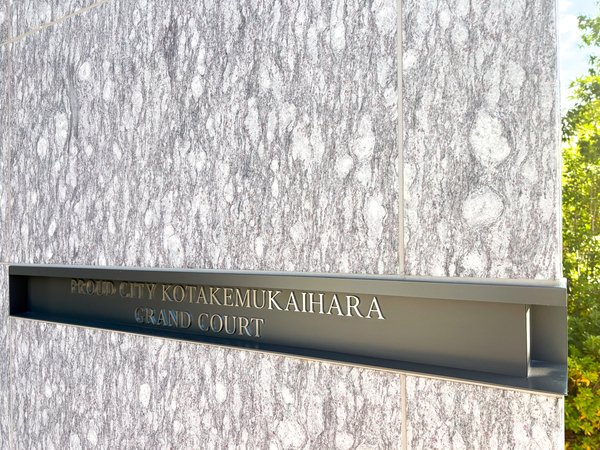 PROUD CITY KOTAKEMUKAIHARA
GRAND COURT